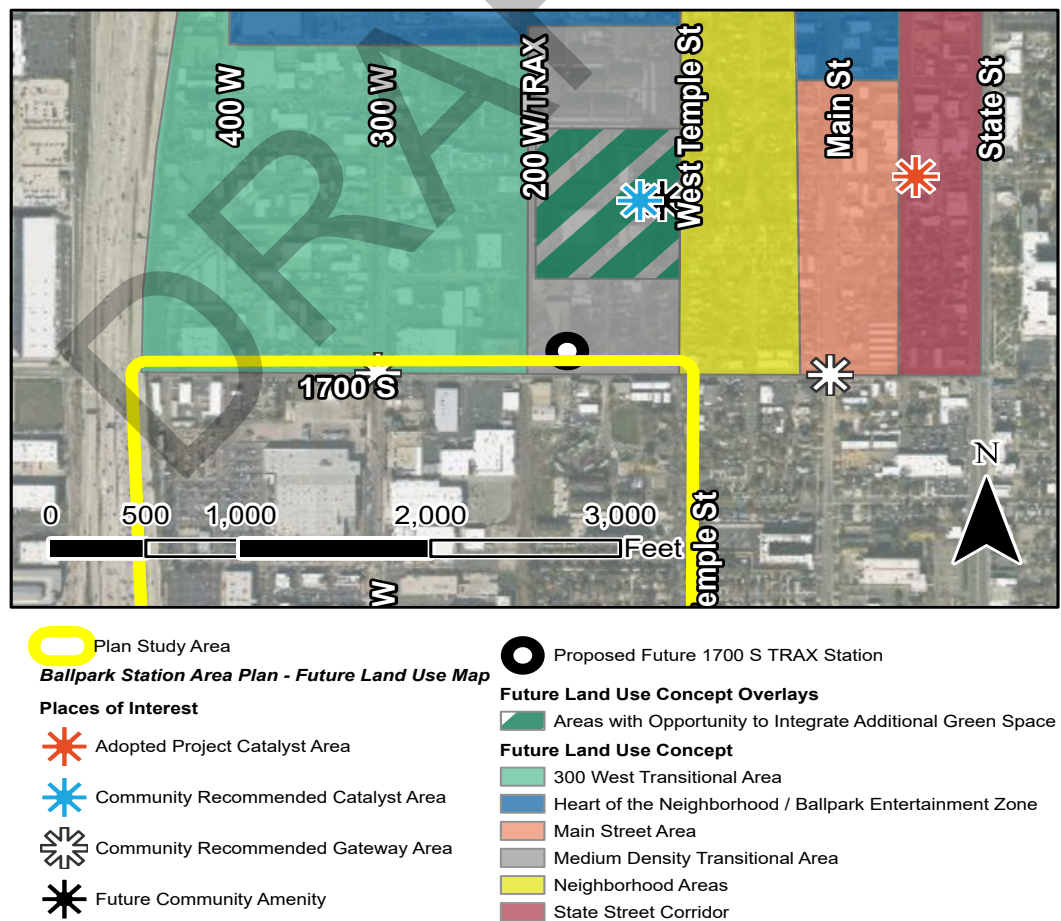 DRAFT
400 W
300 W
200 W/TRAX
West Temple St
Main St
State St
1700 S
N
0 500 1,000 2,000 3,000
Feet
W
emple St
Plan Study Area
Ballpark Station Area Plan - Future Land Use Map
Places of Interest
Adopted Project Catalyst Area
Community Recommended Catalyst Area
Community Recommended Gateway Area
Future Community Amenity
Proposed Future 1700 S TRAX Station
Future Land Use Concept Overlays
Areas with Opportunity to Integrate Additional Green Space
Future Land Use Concept
300 West Transitional Area
Heart of the Neighborhood / Ballpark Entertainment Zone
Main Street Area
Medium Density Transitional Area
Neighborhood Areas
State Street Corridor